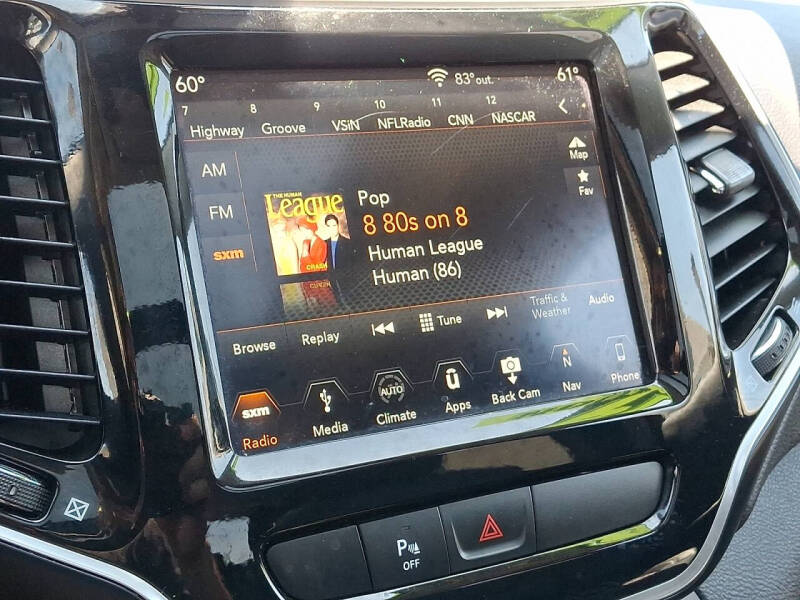 60° 83° out. 61°
7 8 9 10 11 12
Highway Groove VSiN NFLRadio CNN NASCAR
Map
AM
FM
sxm
Fav
THE HUMAN
League
CRASH
Pop
8 80s on 8
Human League
Human (86)
Browse Replay Tune Traffic & Weather Audio
sxm AUTO N
Radio Media Climate Apps Back Cam Nav Phone
P
OFF